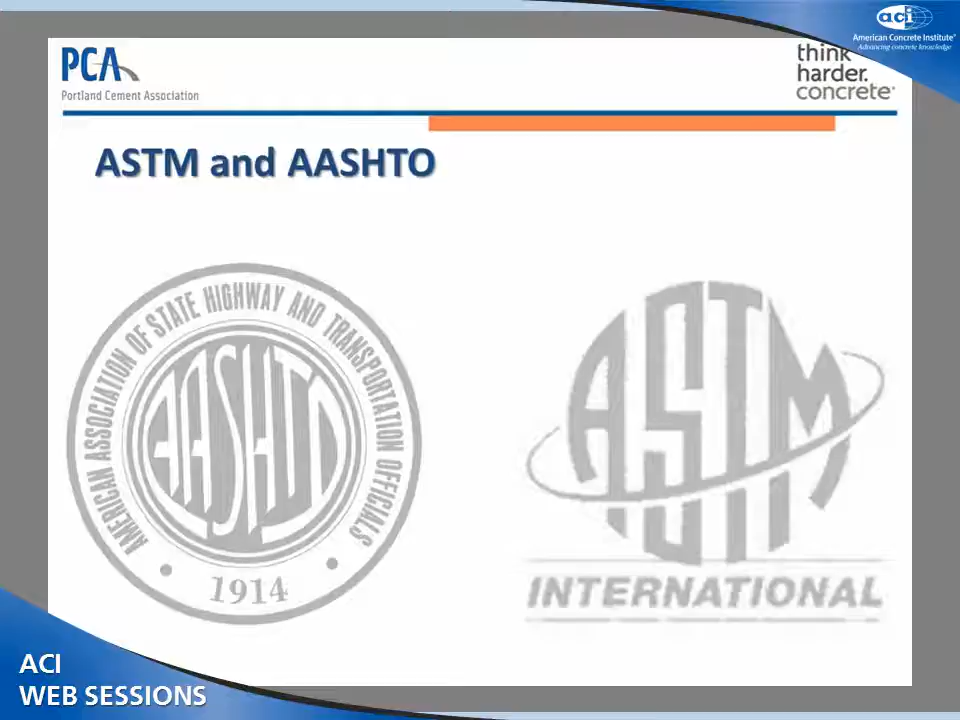 aci
American Concrete Institute®
Advancing concrete knowledge
PCA
Portland Cement Association
think
harder.
concrete®
ASTM and AASHTO
AMERICAN ASSOCIATION OF STATE HIGHWAY AND TRANSPORTATION OFFICIALS
AASHTO
• 1914 •
ASTM
INTERNATIONAL
ACI
WEB SESSIONS